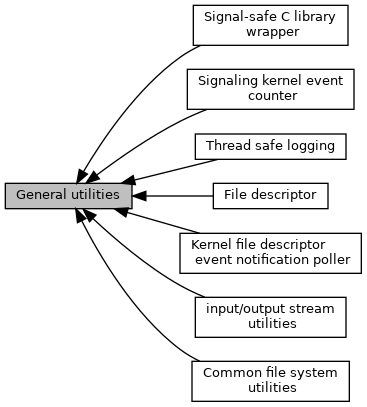 Signal-safe C library
wrapper
Signaling kernel event
counter
Thread safe logging
General utilities
File descriptor
Kernel file descriptor
event notification poller
input/output stream
utilities
Common file system
utilities